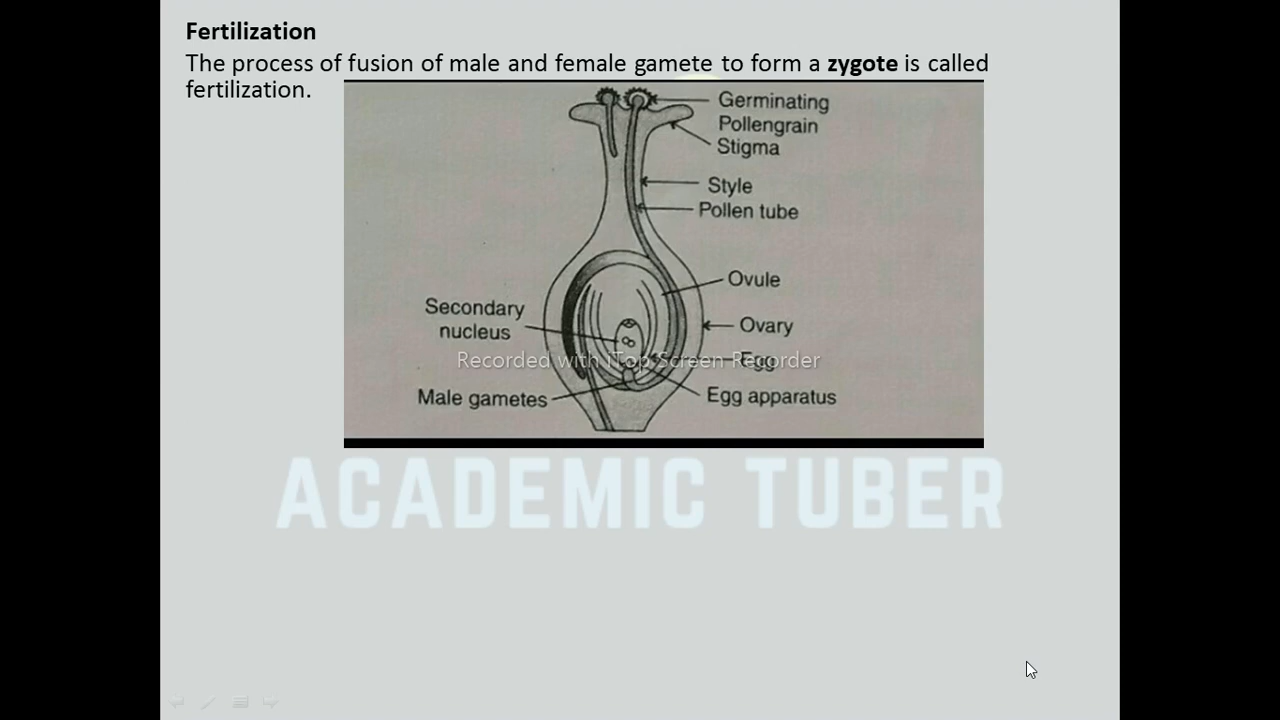 Fertilization
The process of fusion of male and female gamete to form a zygote is called
fertilization.
Germinating
Pollengrain
Stigma
Style
Pollen tube
Ovule
Secondary
nucleus
Ovary
Recorded with iTop Screen Recorder
Egg
Male gametes
Egg apparatus
ACADEMIC TUBER